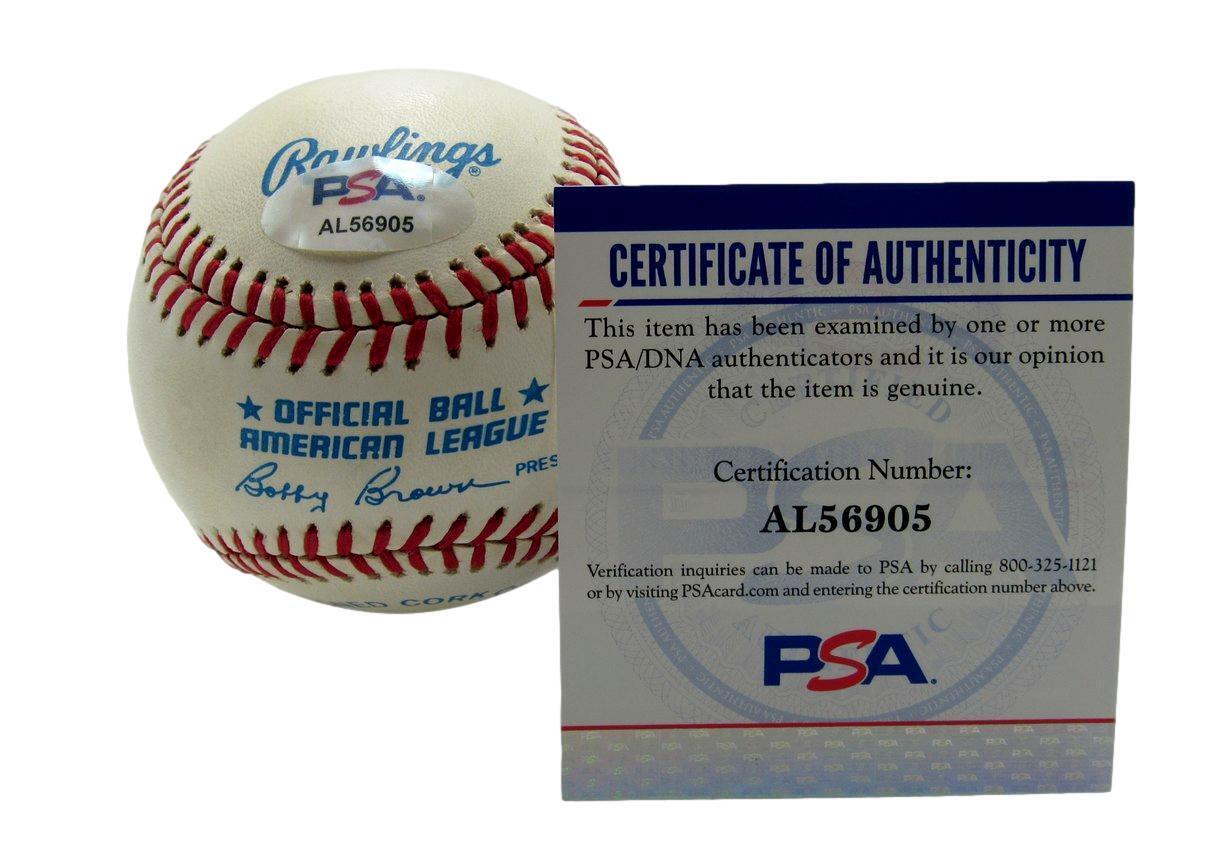 Rawlings®
PSA®
AL56905
★ OFFICIAL BALL ★
AMERICAN LEAGUE
Bobby Brown PRES
CORK
CERTIFICATE OF AUTHENTICITY
This item has been examined by one or more
PSA/DNA authenticators and it is our opinion
that the item is genuine.
Certification Number:
AL56905
Verification inquiries can be made to PSA by calling 800-325-1121
or by visiting PSAcard.com and entering the certification number above.
PSA®